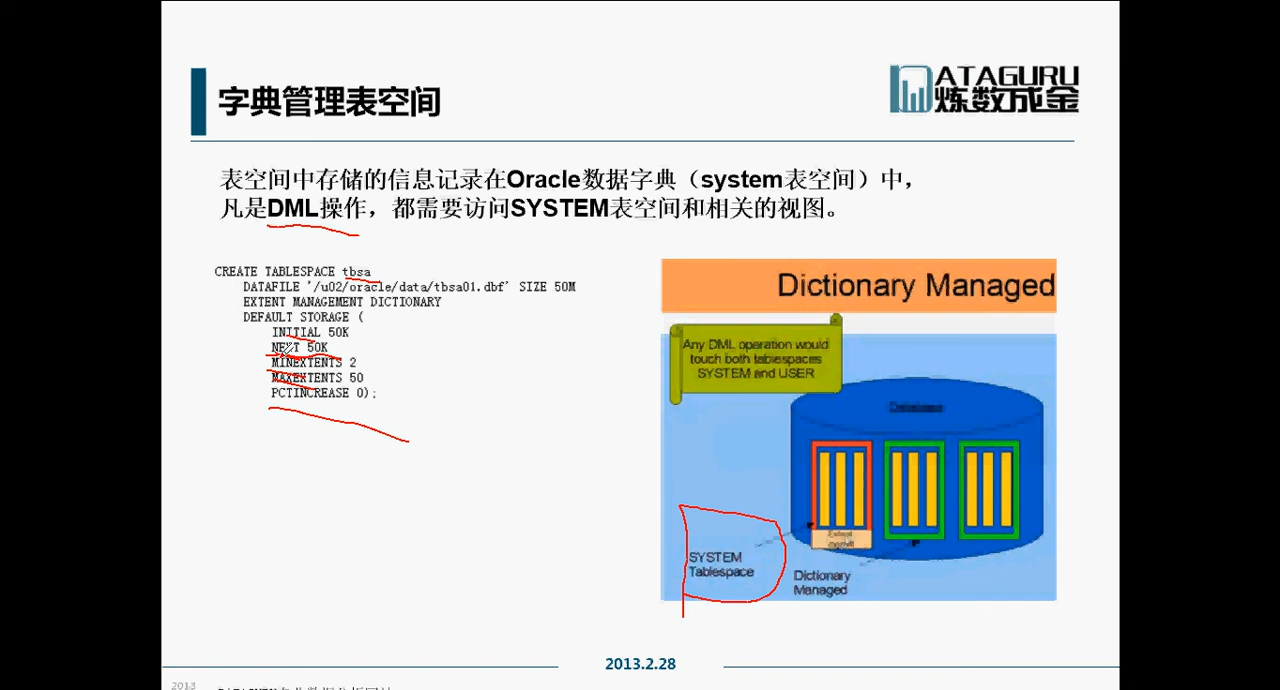 字典管理表空间
ATAGURU
炼数成金
表空间中存储的信息记录在Oracle数据字典（system表空间）中，
凡是DML操作，都需要访问SYSTEM表空间和相关的视图。
CREATE TABLESPACE tbsa
DATAFILE '/u02/oracle/data/tbsa01.dbf' SIZE 50M
EXTENT MANAGEMENT DICTIONARY
DEFAULT STORAGE (
INITIAL 50K
NEXT 50K
MINEXTENTS 2
MAXEXTENTS 50
PCTINCREASE 0);
Dictionary Managed
Any DML operation would
touch both tablespaces
SYSTEM and USER
Database
SYSTEM
Tablespace
Dictionary
Managed
2013.2.28
2013